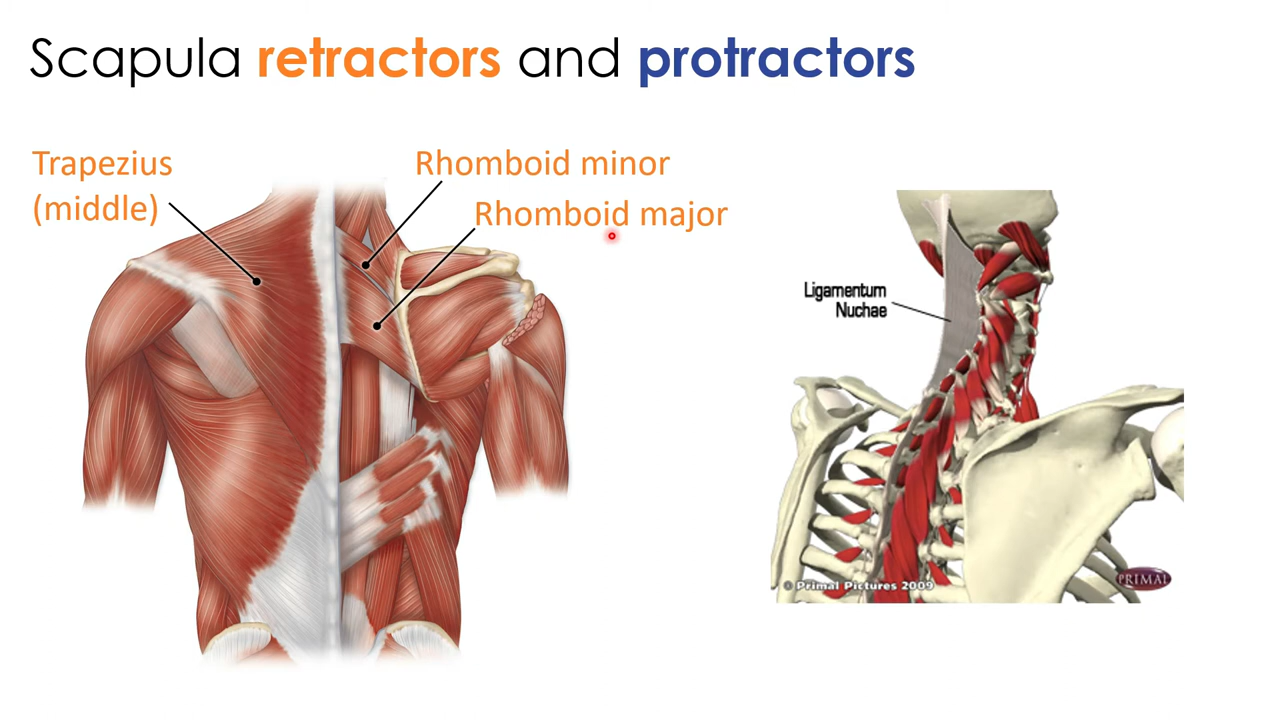 Scapula retractors and protractors
Trapezius
(middle)
Rhomboid minor
Rhomboid major
Ligamentum
Nuchae
© Primal Pictures 2009
PRIMAL